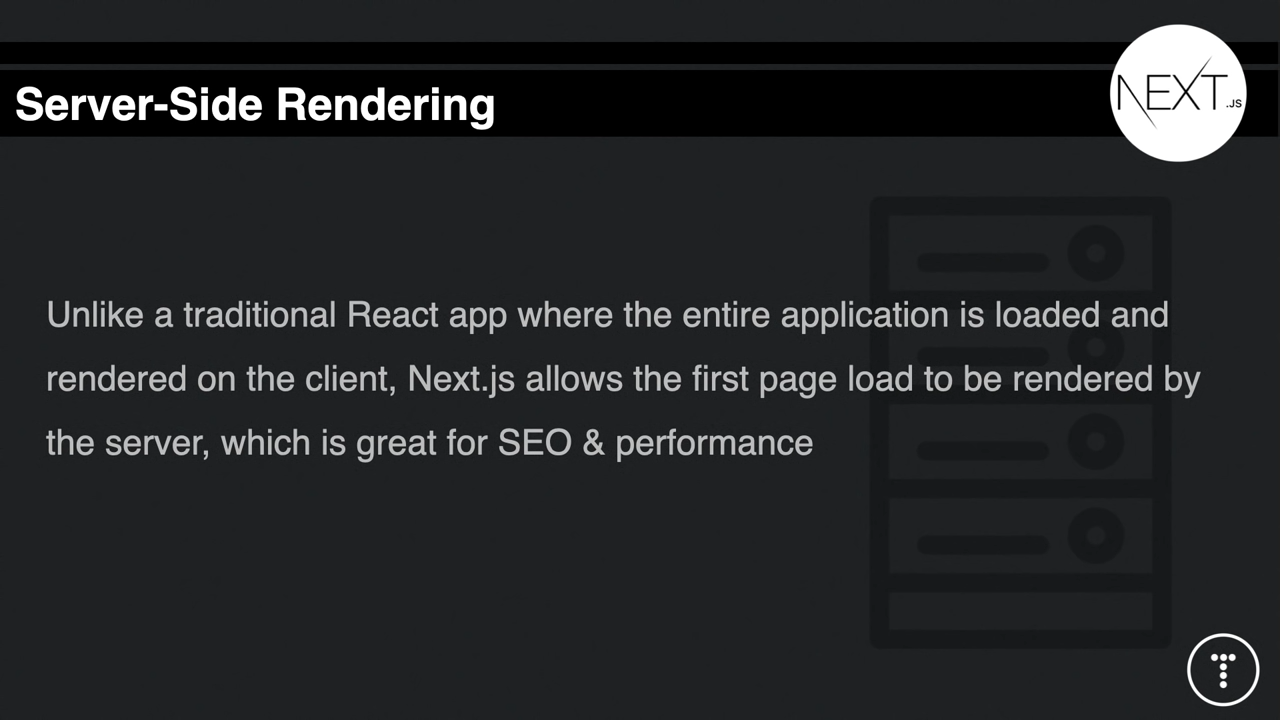 Server-Side Rendering
NEXT.JS
Unlike a traditional React app where the entire application is loaded and
rendered on the client, Next.js allows the first page load to be rendered by
the server, which is great for SEO & performance
T